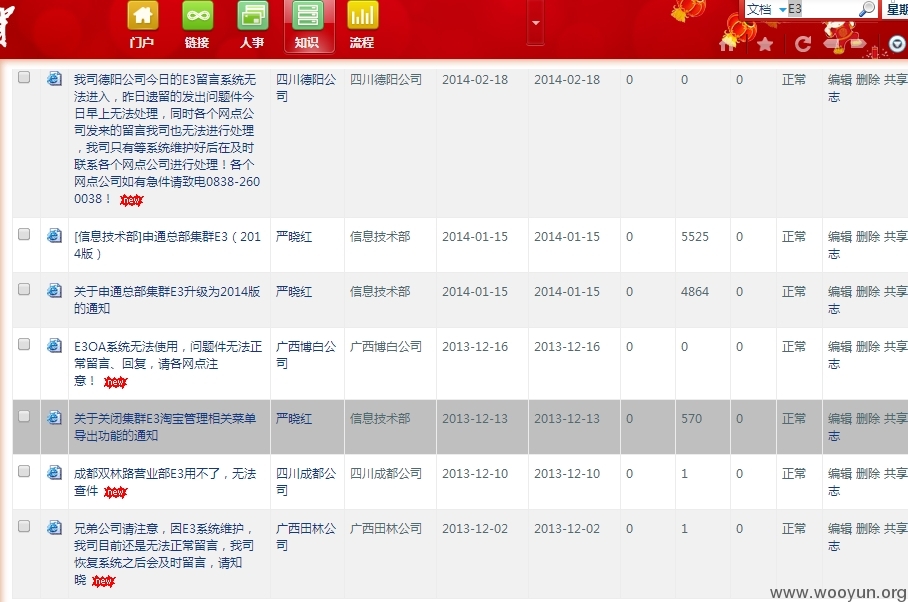 文档 E3 星期
门户 链接 人事 知识 流程
我司德阳公司今日的E3留言系统无 四川德阳公 四川德阳公司 2014-02-18 2014-02-18 0 0 0 正常 编辑 删除 共享
法进入，昨日遗留的发出问题件今 司 志
日早上无法处理，同时各个网点公
司发来的留言我司也无法进行处理
，我司只有等系统维护好后在及时
联系各个网点公司进行处理！各个
网点公司如有急件请致电0838-260
0038！ new
[信息技术部]申通总部集群E3（201 严晓红 信息技术部 2014-01-15 2014-01-15 0 5525 0 正常 编辑 删除 共享
4版） 志
关于申通总部集群E3升级为2014版 严晓红 信息技术部 2014-01-15 2014-01-15 0 4864 0 正常 编辑 删除 共享
的通知 志
E3OA系统无法使用，问题件无法正 广西博白公 广西博白公司 2013-12-16 2013-12-16 0 0 0 正常 编辑 删除 共享
常留言、回复，请各网点注 司 志
意！ new
关于关闭集群E3淘宝管理相关菜单 严晓红 信息技术部 2013-12-13 2013-12-13 0 570 0 正常 编辑 删除 共享
导出功能的通知 志
成都双林路营业部E3用不了，无法 四川成都公 四川成都公司 2013-12-10 2013-12-10 0 1 0 正常 编辑 删除 共享
查件 new 司 志
兄弟公司请注意，因E3系统维护， 广西田林公 广西田林公司 2013-12-02 2013-12-02 0 1 0 正常 编辑 删除 共享
我司目前还是无法正常留言，我司 司 志
恢复系统之后会及时留言，请知
晓 new
www.wooyun.org